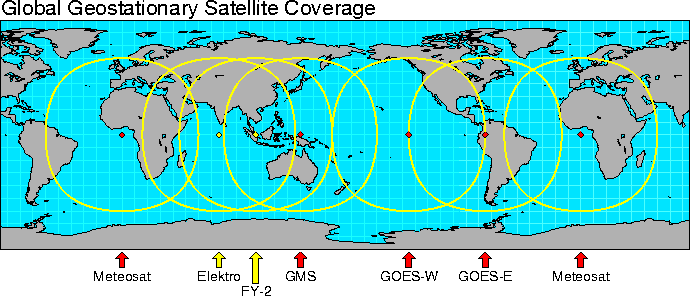 Global Geostationary Satellite Coverage
Meteosat Elektro GMS GOES-W GOES-E Meteosat
FY-2